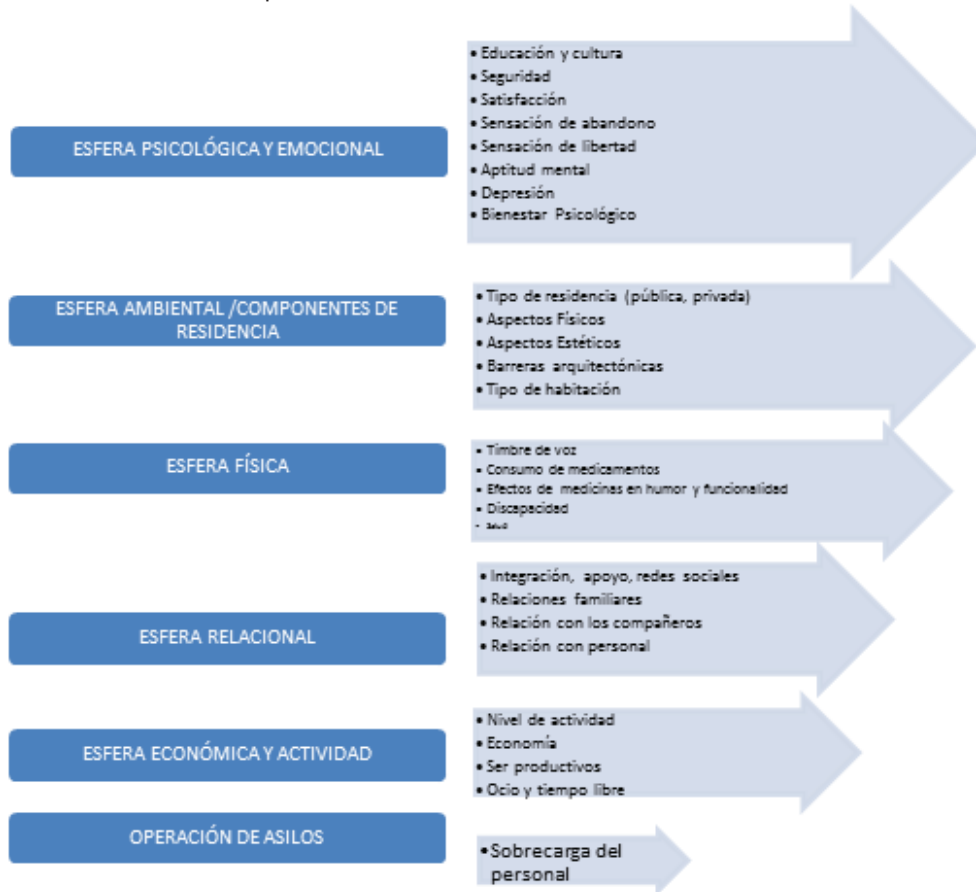 ESFERA PSICOLÓGICA Y EMOCIONAL
• Educación y cultura
• Seguridad
• Satisfacción
• Sensación de abandono
• Sensación de libertad
• Aptitud mental
• Depresión
• Bienestar Psicológico
ESFERA AMBIENTAL /COMPONENTES DE
RESIDENCIA
• Tipo de residencia (pública, privada)
• Aspectos Físicos
• Aspectos Estéticos
• Barreras arquitectónicas
• Tipo de habitación
ESFERA FÍSICA
• Timbre de voz
• Consumo de medicamentos
• Efectos de medicinas en humor y funcionalidad
• Discapacidad
• Salud
ESFERA RELACIONAL
• Integración, apoyo, redes sociales
• Relaciones familiares
• Relación con los compañeros
• Relación con personal
ESFERA ECONÓMICA Y ACTIVIDAD
• Nivel de actividad
• Economía
• Ser productivos
• Ocio y tiempo libre
OPERACIÓN DE ASILOS
• Sobrecarga del
personal